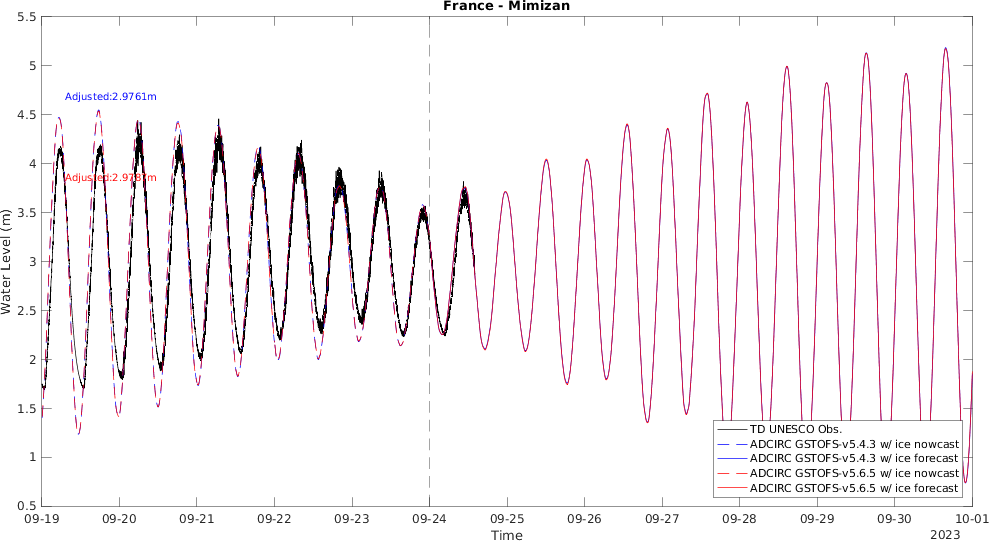 France - Mimizan
5.5
5
4.5
4
3.5
3
2.5
2
1.5
1
0.5
Water Level (m)
Adjusted:2.9761m
Adjusted:2.9787m
TD UNESCO Obs.
ADCIRC GSTOFS-v5.4.3 w/ ice nowcast
ADCIRC GSTOFS-v5.4.3 w/ ice forecast
ADCIRC GSTOFS-v5.6.5 w/ ice nowcast
ADCIRC GSTOFS-v5.6.5 w/ ice forecast
09-19 09-20 09-21 09-22 09-23 09-24 09-25 09-26 09-27 09-28 09-29 09-30 10-01
Time
2023